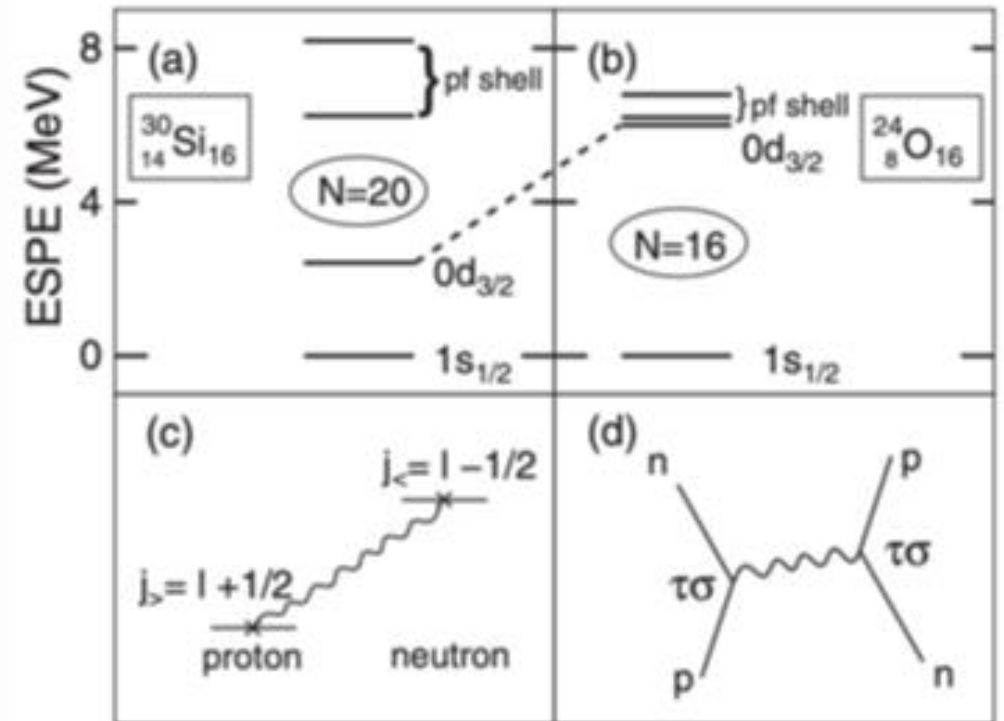 ESPE (MeV)
8
4
0
(a)
30
14Si16
pf shell
N=20
0d3/2
1s1/2
(b)
pf shell
24
8O16
0d3/2
N=16
1s1/2
(c)
j<= l −1/2
j>= l +1/2
proton
neutron
(d)
n
p
τσ
τσ
p
n